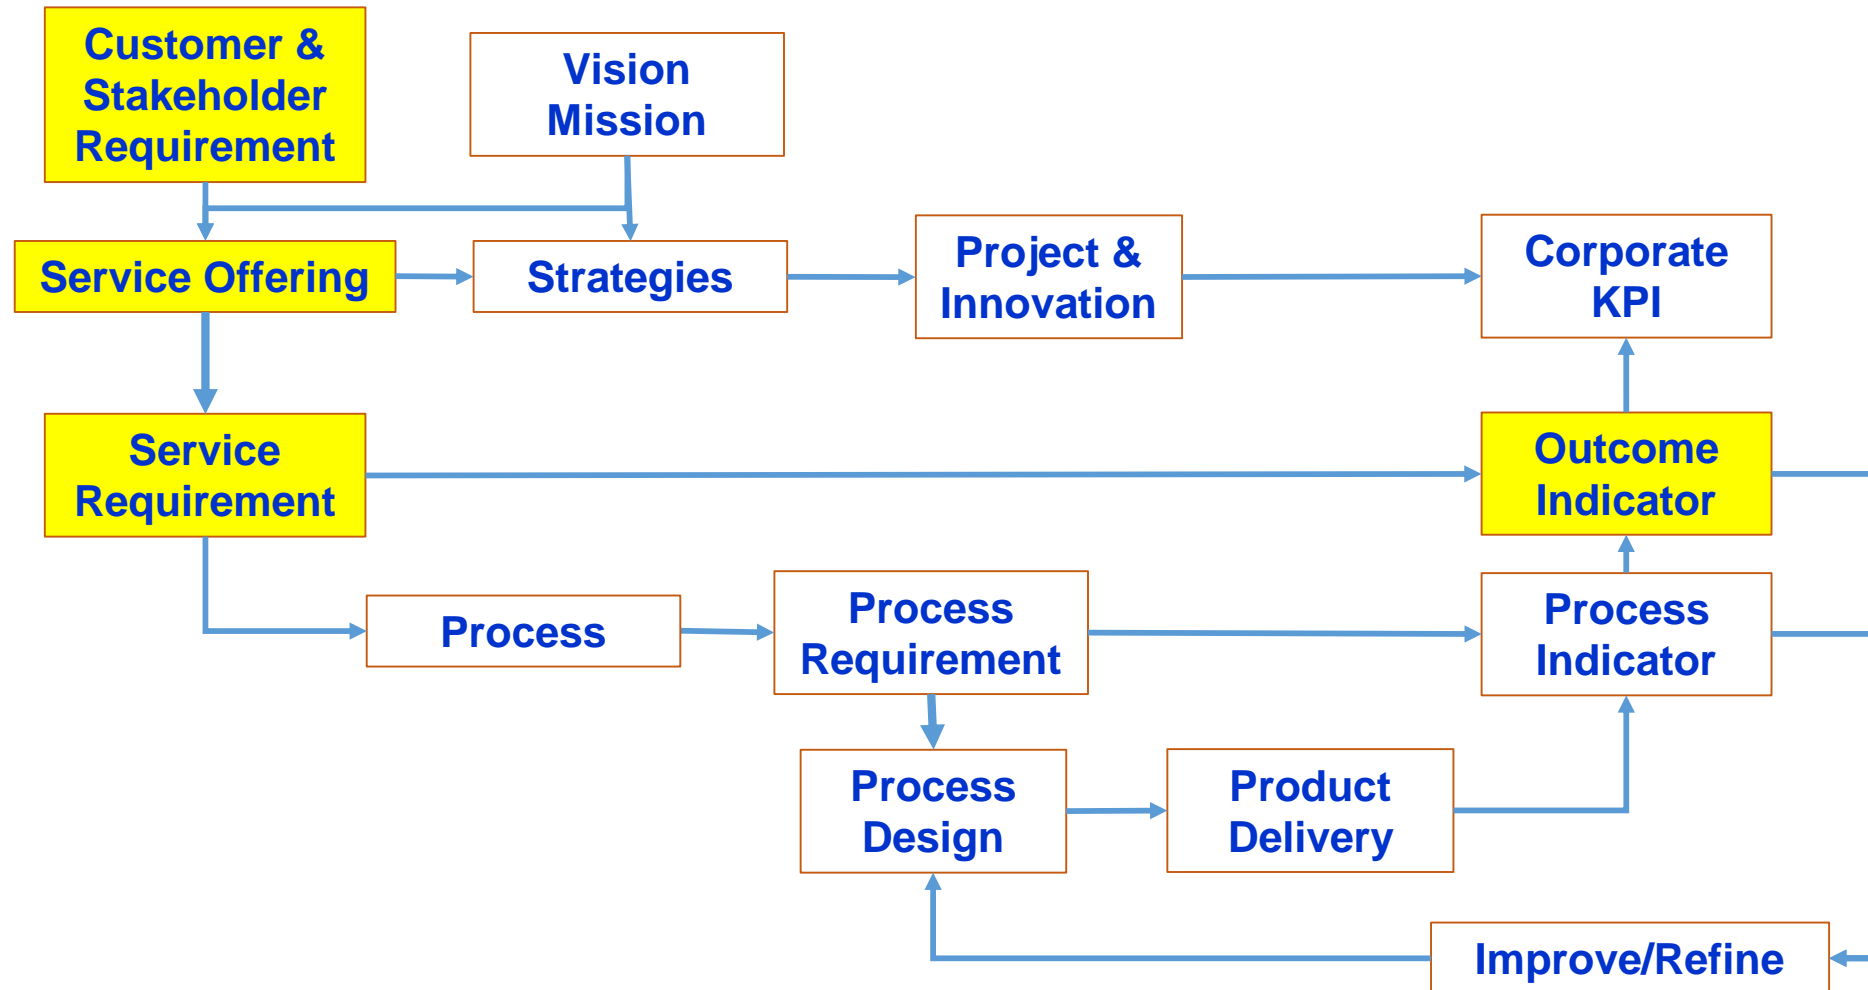 Customer &
Stakeholder
Requirement
Vision
Mission
Service Offering
Strategies
Project &
Innovation
Corporate
KPI
Service
Requirement
Outcome
Indicator
Process
Process
Requirement
Process
Indicator
Process
Design
Product
Delivery
Improve/Refine